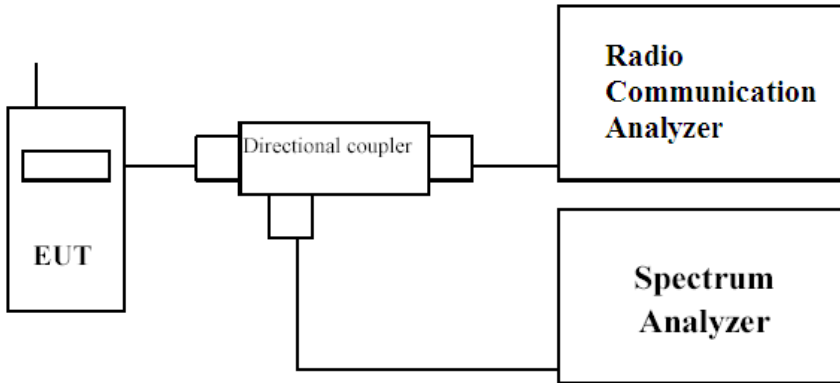 Radio
Communication
Analyzer
Directional coupler
EUT
Spectrum
Analyzer